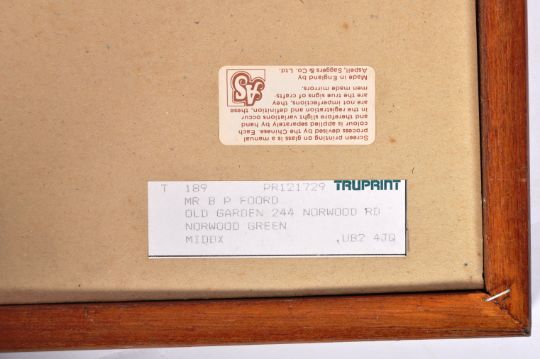 Screen printing on glass is a manual
process devised by the Chinese. Each
colour is applied separately by hand
and therefore slight variations occur
in the registration and definition, these
are not imperfections, they
are the true signs of crafts
men made mirrors.
Made in England by
Aspell, Saggers & Co. Ltd.
AS
T 189 PR121729 TRUPRINT
MR B P FOORD
OLD GARDEN 244 NORWOOD RD
NORWOOD GREEN
MIDDX ,UB2 4JQ